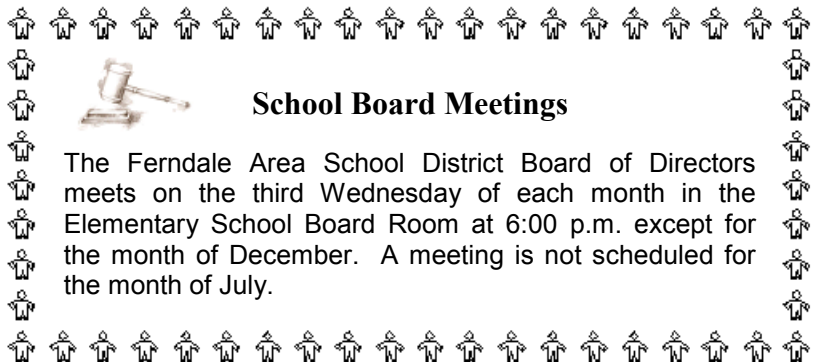 School Board Meetings
The Ferndale Area School District Board of Directors
meets on the third Wednesday of each month in the
Elementary School Board Room at 6:00 p.m. except for
the month of December. A meeting is not scheduled for
the month of July.